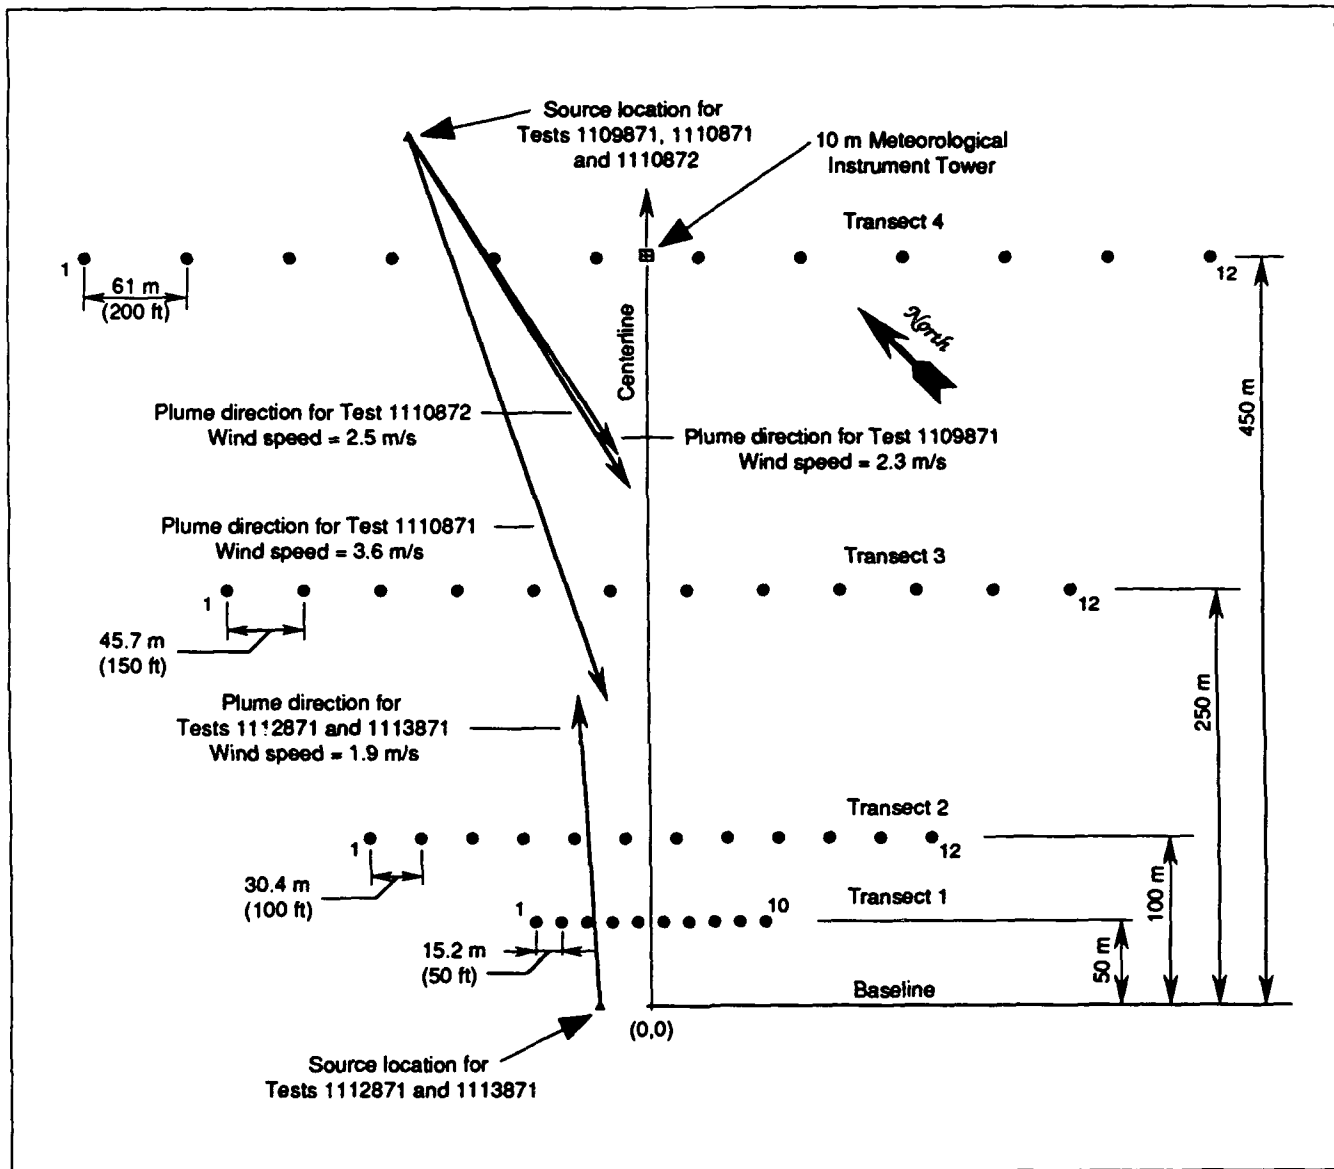 Source location for
Tests 1109871, 1110871
and 1110872
10 m Meteorological
Instrument Tower
Transect 4
1
12
61 m
(200 ft)
North
Centerline
450 m
Plume direction for Test 1110872
Wind speed = 2.5 m/s
Plume direction for Test 1109871
Wind speed = 2.3 m/s
Plume direction for Test 1110871
Wind speed = 3.6 m/s
Transect 3
1
12
45.7 m
(150 ft)
250 m
Plume direction for
Tests 1112871 and 1113871
Wind speed = 1.9 m/s
Transect 2
1
12
30.4 m
(100 ft)
100 m
Transect 1
1
10
15.2 m
(50 ft)
50 m
Baseline
(0,0)
Source location for
Tests 1112871 and 1113871